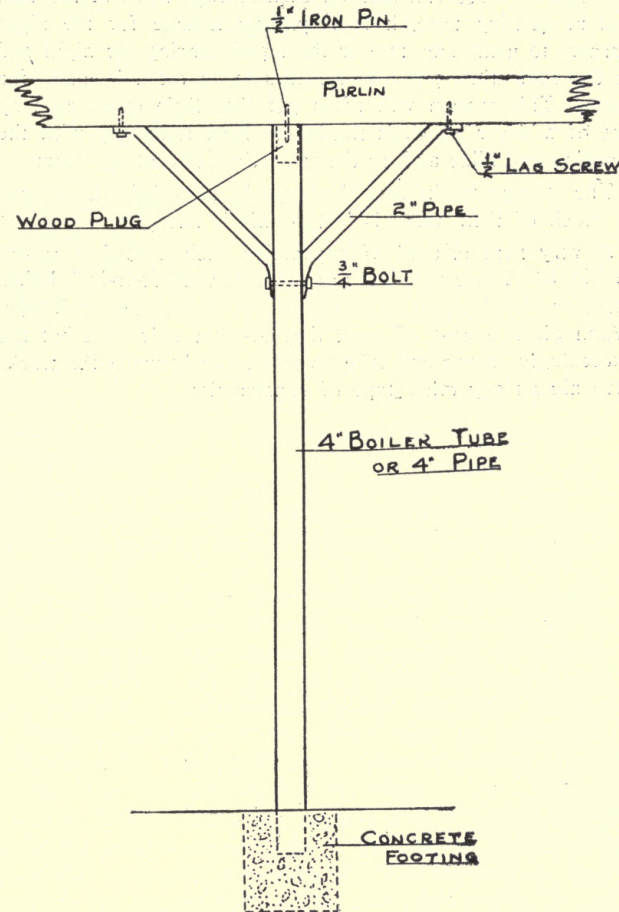 ½" IRON PIN
PURLIN
½" LAG SCREW
WOOD PLUG
2" PIPE
¾" BOLT
4" BOILER TUBE
OR 4" PIPE
CONCRETE
FOOTING